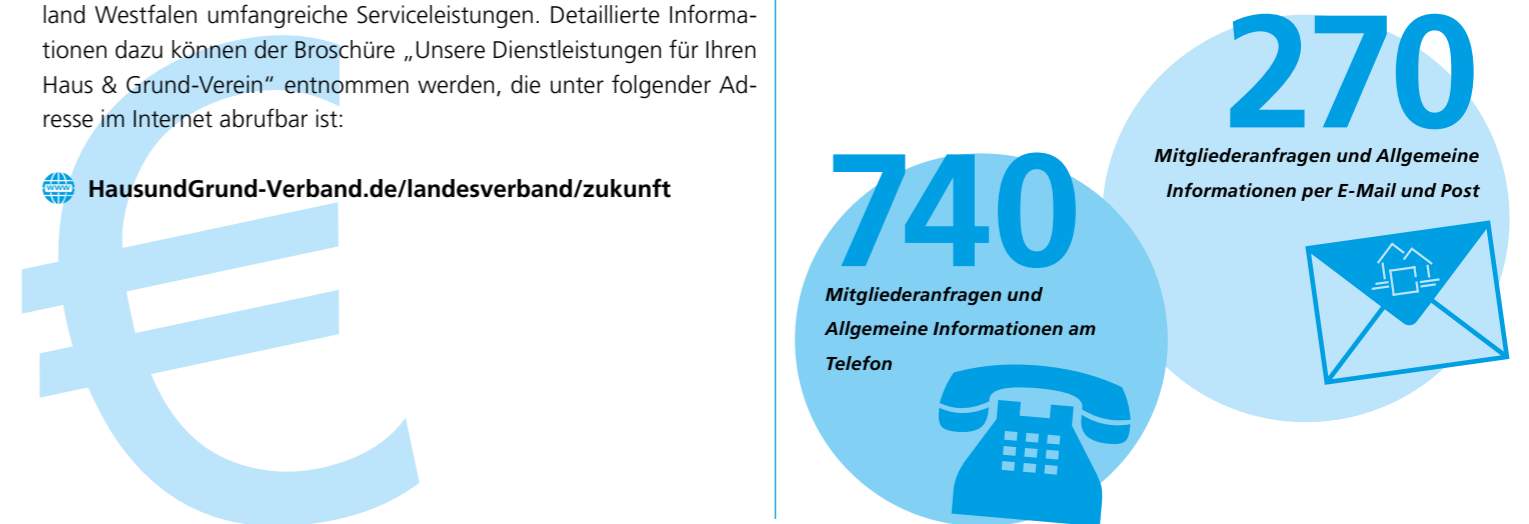 land Westfalen umfangreiche Serviceleistungen. Detaillierte Informa-
tionen dazu können der Broschüre „Unsere Dienstleistungen für Ihren
Haus & Grund-Verein“ entnommen werden, die unter folgender Ad-
resse im Internet abrufbar ist:
www HausundGrund-Verband.de/landesverband/zukunft
€
740
Mitgliederanfragen und
Allgemeine Informationen am
Telefon
270
Mitgliederanfragen und Allgemeine
Informationen per E-Mail und Post